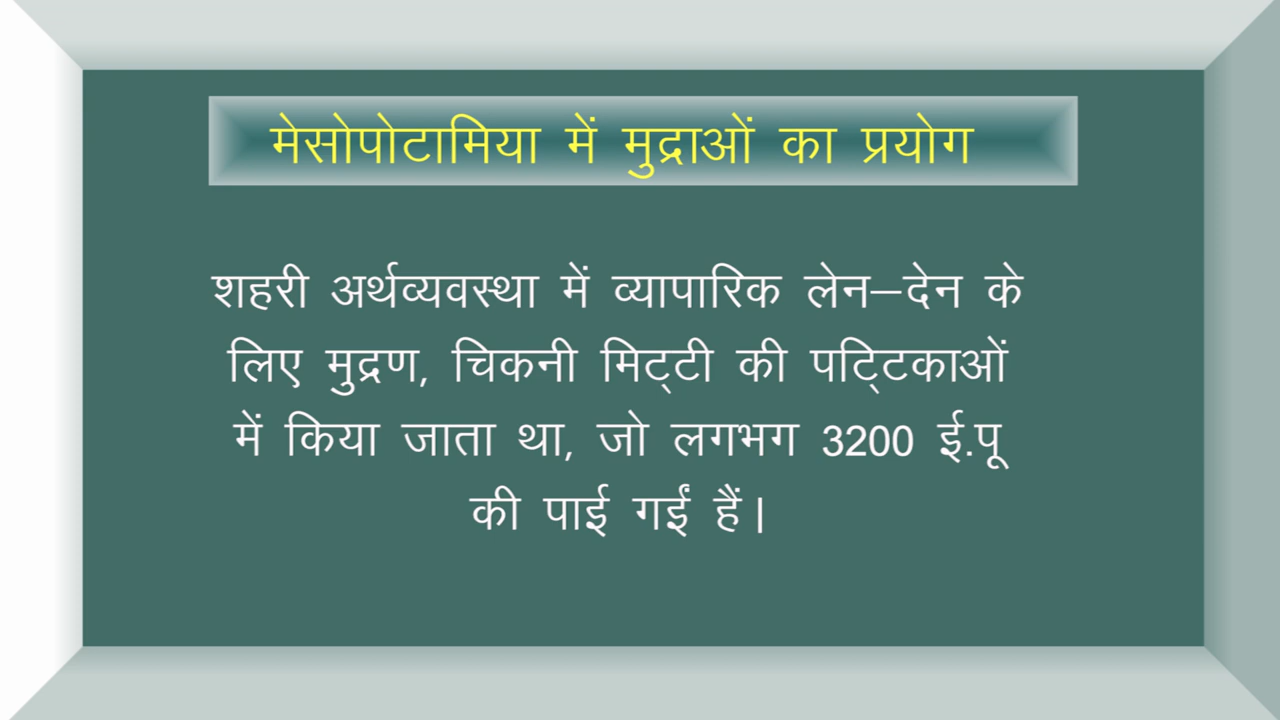 मेसोपोटामिया में मुद्राओं का प्रयोग
शहरी अर्थव्यवस्था में व्यापारिक लेन–देन के
लिए मुद्रण, चिकनी मिट्टी की पट्टिकाओं
में किया जाता था, जो लगभग 3200 ई.पू
की पाई गईं हैं।